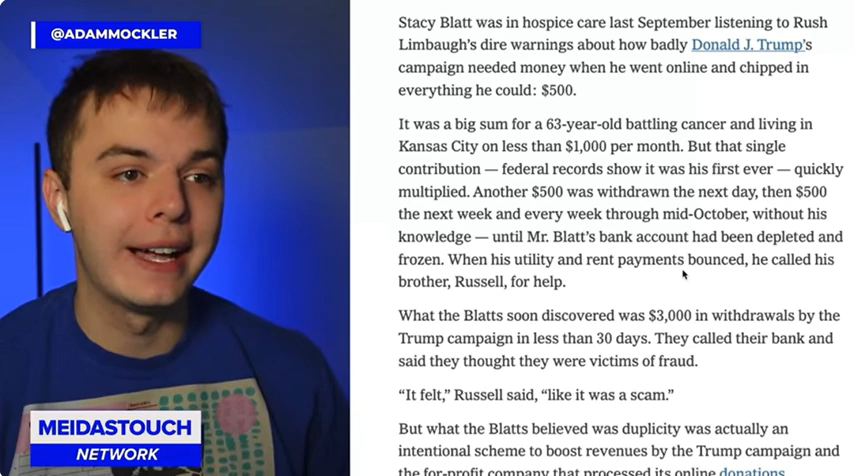 @ADAMMOCKLER
MEIDASTOUCH
NETWORK
Stacy Blatt was in hospice care last September listening to Rush
Limbaugh’s dire warnings about how badly Donald J. Trump’s
campaign needed money when he went online and chipped in
everything he could: $500.
It was a big sum for a 63-year-old battling cancer and living in
Kansas City on less than $1,000 per month. But that single
contribution — federal records show it was his first ever — quickly
multiplied. Another $500 was withdrawn the next day, then $500
the next week and every week through mid-October, without his
knowledge — until Mr. Blatt’s bank account had been depleted and
frozen. When his utility and rent payments bounced, he called his
brother, Russell, for help.
What the Blatts soon discovered was $3,000 in withdrawals by the
Trump campaign in less than 30 days. They called their bank and
said they thought they were victims of fraud.
“It felt,” Russell said, “like it was a scam.”
But what the Blatts believed was duplicity was actually an
intentional scheme to boost revenues by the Trump campaign and
the for-profit company that processed its online donations